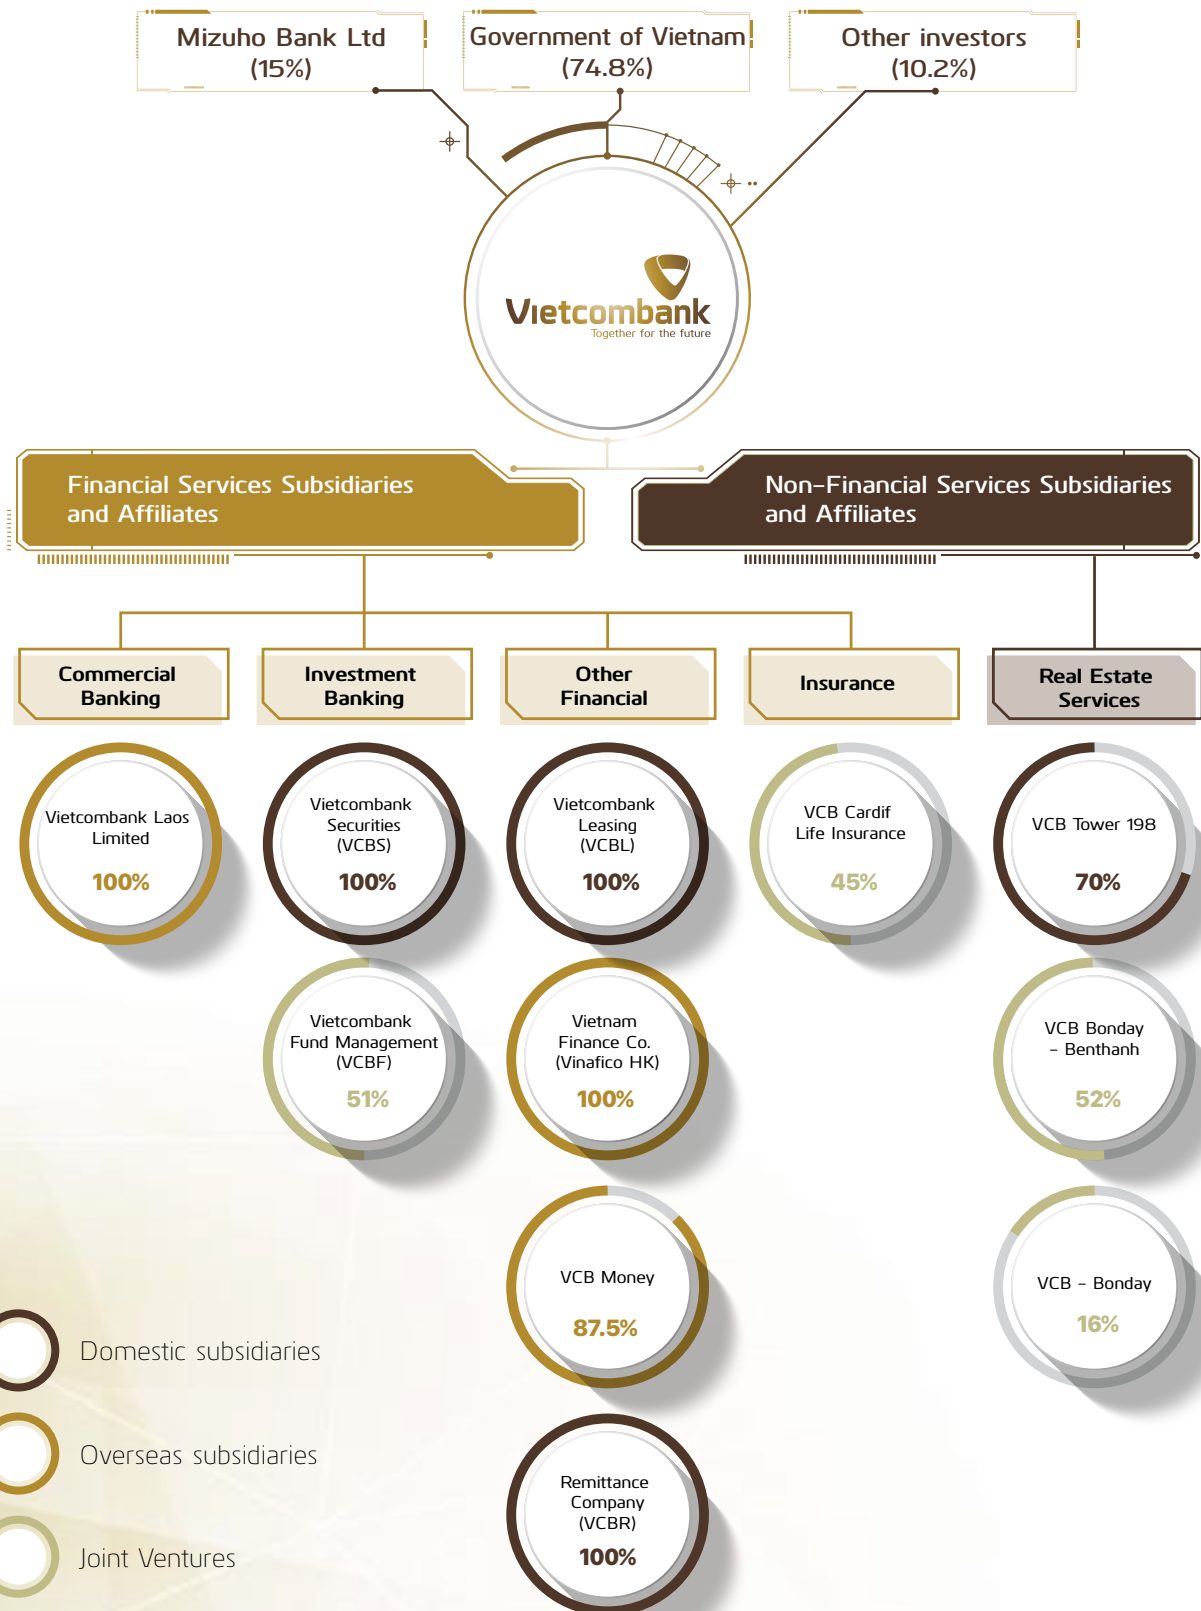 Mizuho Bank Ltd
(15%)
Government of Vietnam
(74.8%)
Other investors
(10.2%)
Vietcombank
Together for the future
Financial Services Subsidiaries
and Affiliates
Non-Financial Services Subsidiaries
and Affiliates
Commercial
Banking
Investment
Banking
Other
Financial
Insurance
Real Estate
Services
Vietcombank Laos
Limited
100%
Vietcombank
Securities
(VCBS)
100%
Vietcombank
Leasing
(VCBL)
100%
VCB Cardif
Life Insurance
45%
VCB Tower 198
70%
Vietcombank
Fund Management
(VCBF)
51%
Vietnam
Finance Co.
(Vinafico HK)
100%
VCB Bonday
- Benthanh
52%
VCB Money
87.5%
VCB - Bonday
16%
Remittance
Company
(VCBR)
100%
Domestic subsidiaries
Overseas subsidiaries
Joint Ventures